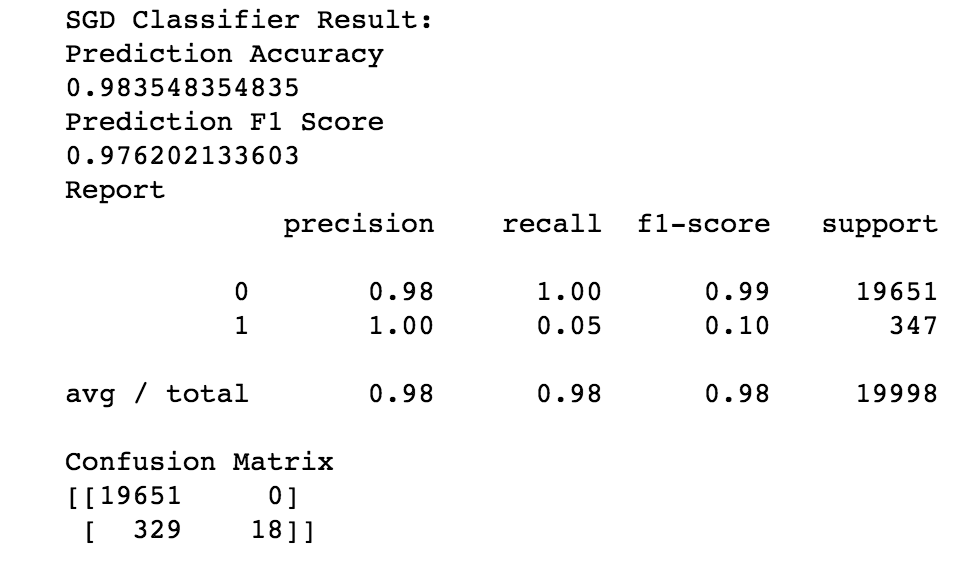 SGD Classifier Result:
Prediction Accuracy
0.983548354835
Prediction F1 Score
0.976202133603
Report
precision recall f1-score support
0 0.98 1.00 0.99 19651
1 1.00 0.05 0.10 347
avg / total 0.98 0.98 0.98 19998
Confusion Matrix
[[19651 0]
[ 329 18]]